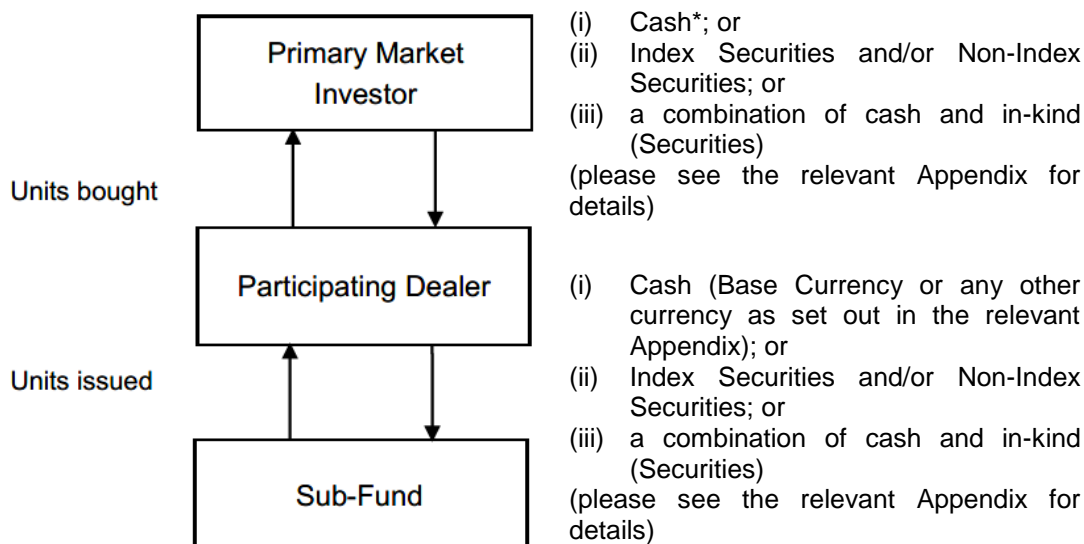 Primary Market
Investor
(i) Cash*; or
(ii) Index Securities and/or Non-Index
Securities; or
(iii) a combination of cash and in-kind
(Securities)
(please see the relevant Appendix for
details)
Units bought
Participating Dealer
(i) Cash (Base Currency or any other
currency as set out in the relevant
Appendix); or
(ii) Index Securities and/or Non-Index
Securities; or
(iii) a combination of cash and in-kind
(Securities)
(please see the relevant Appendix for
details)
Units issued
Sub-Fund